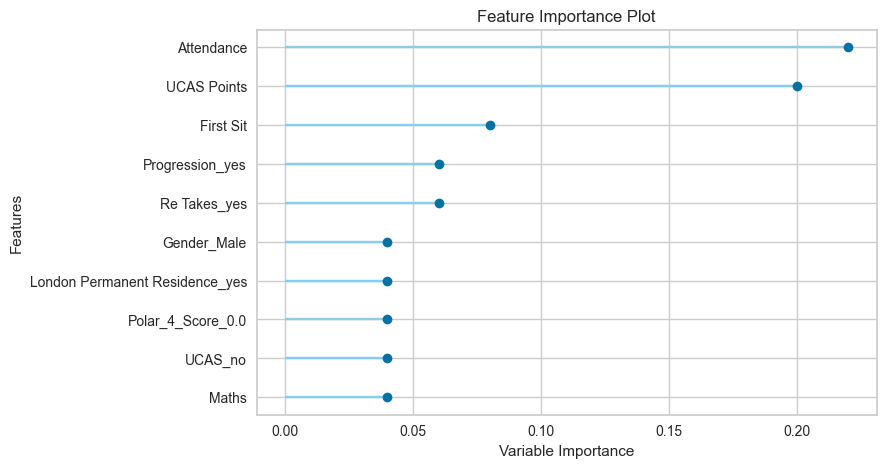 Feature Importance Plot
Attendance
UCAS Points
First Sit
Progression_yes
Re Takes_yes
Gender_Male
London Permanent Residence_yes
Polar_4_Score_0.0
UCAS_no
Maths
Features
0.00 0.05 0.10 0.15 0.20
Variable Importance